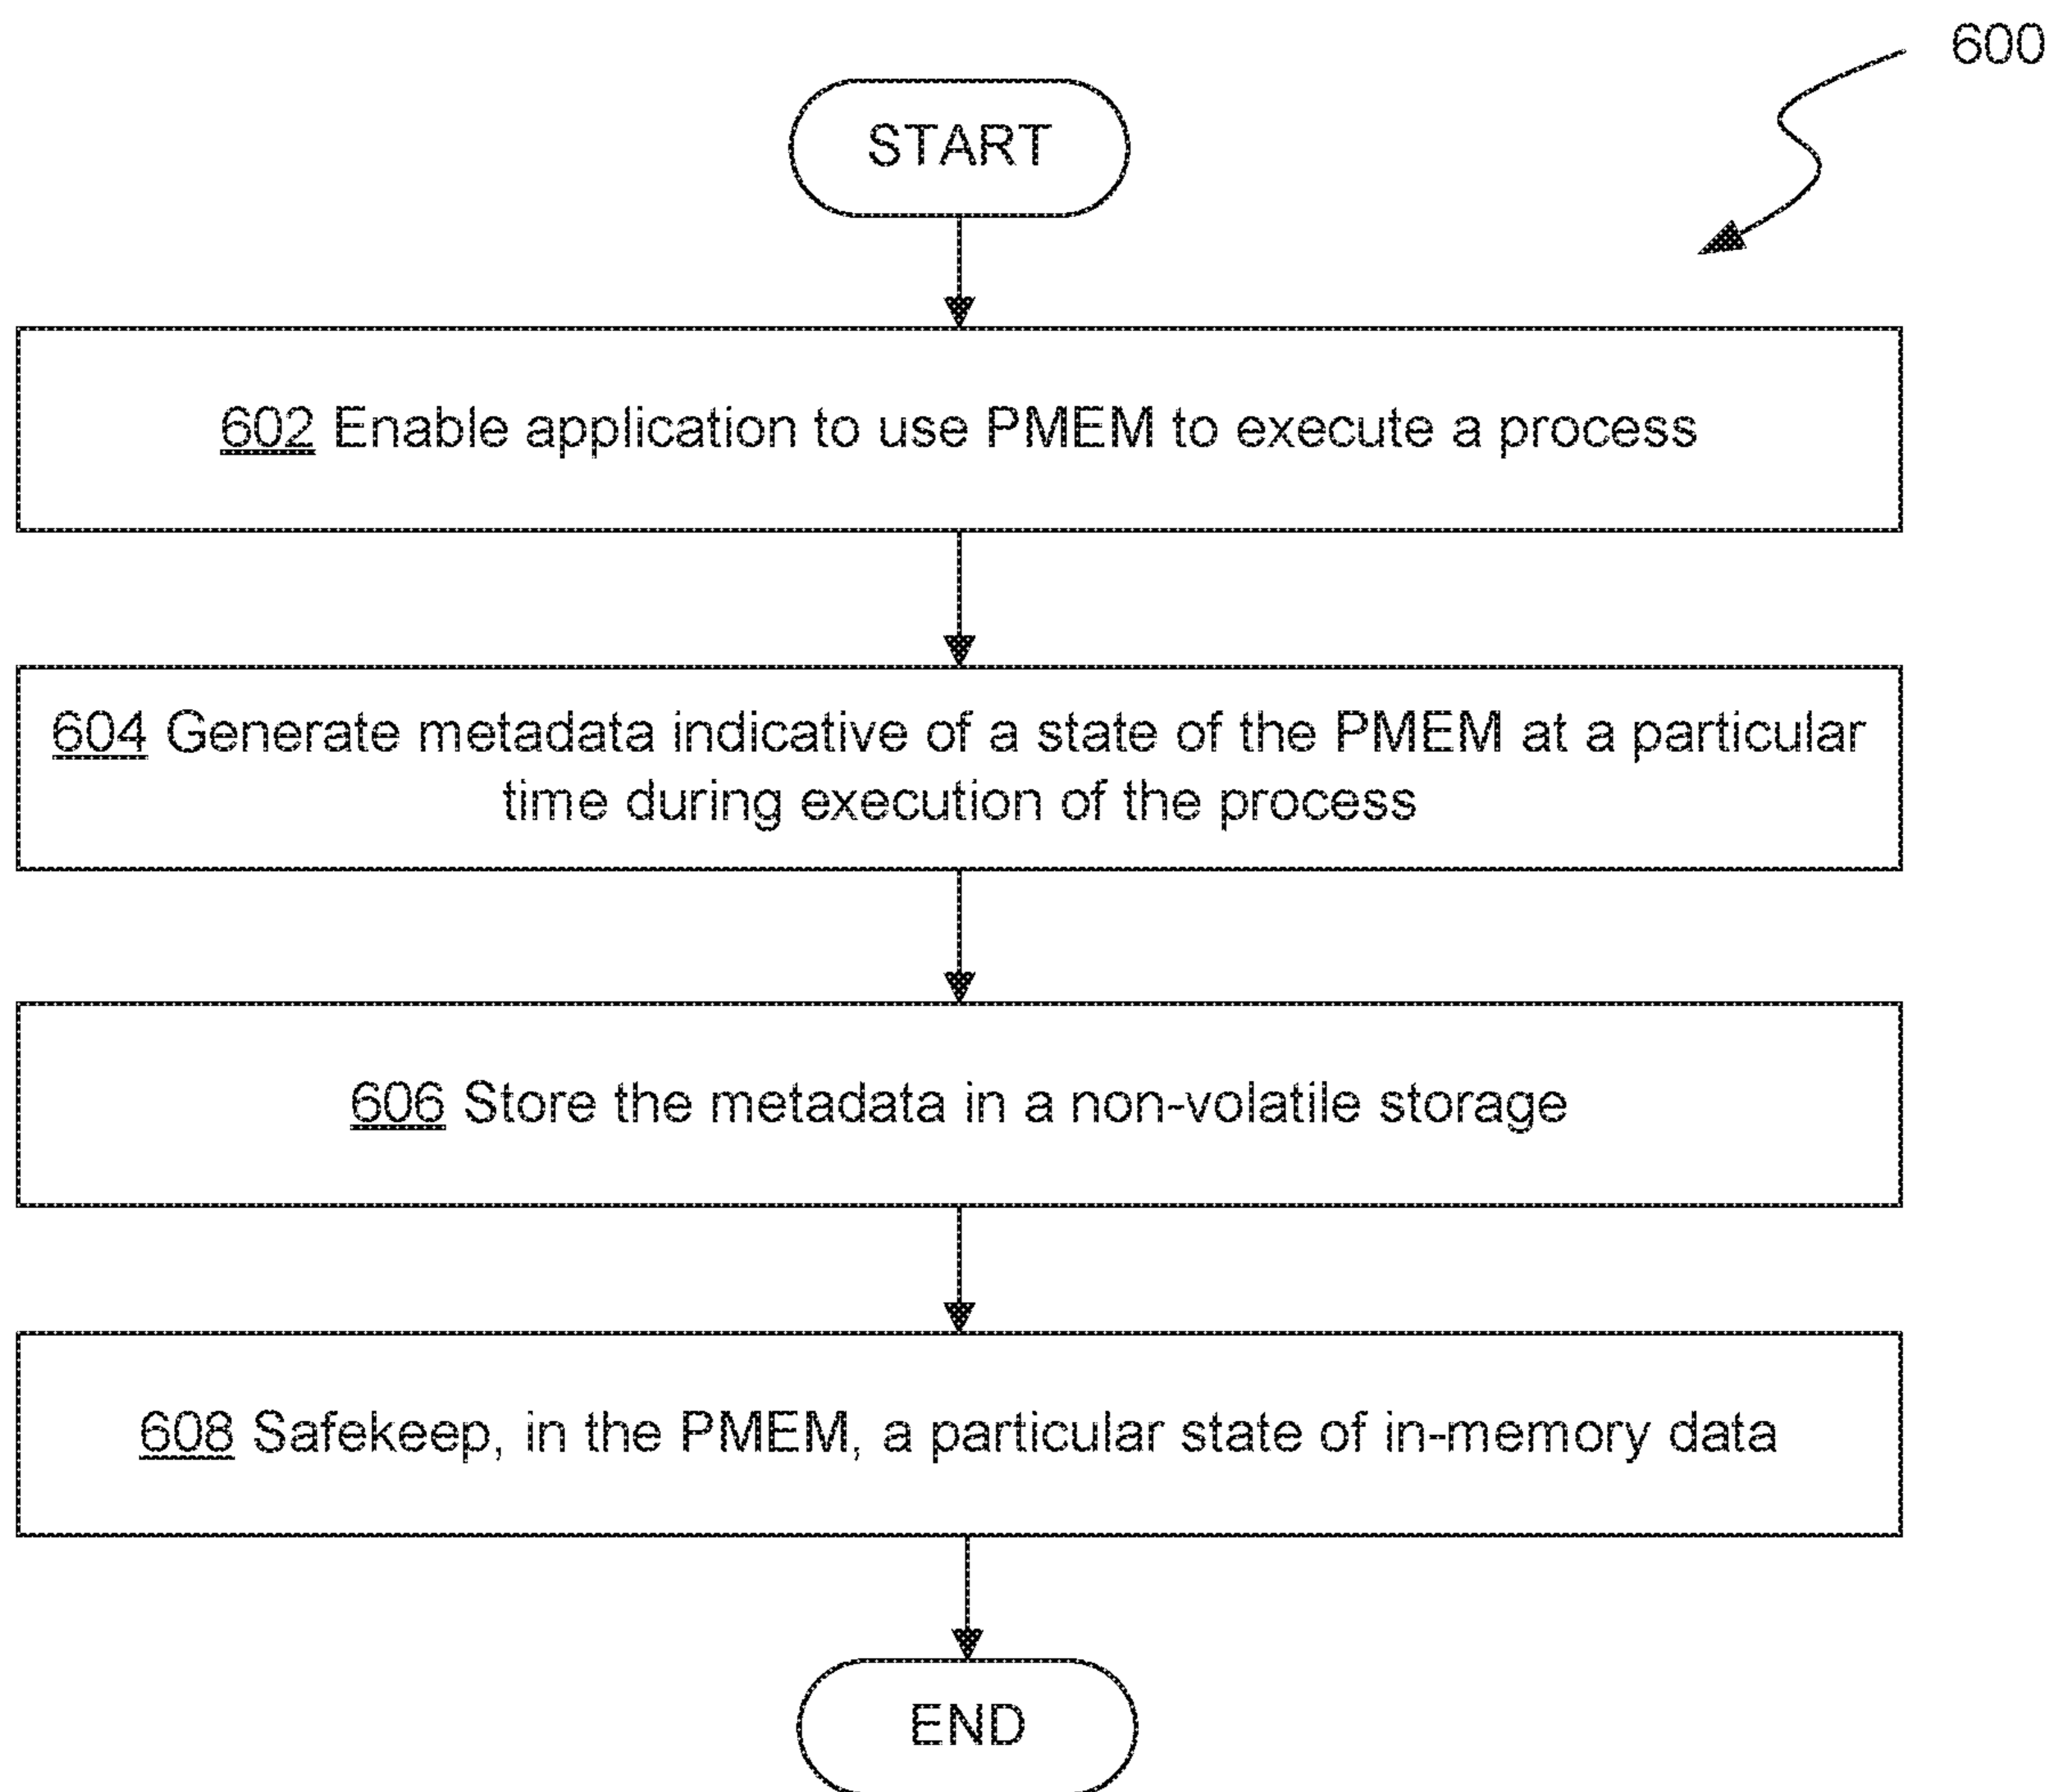 600
START
602 Enable application to use PMEM to execute a process
604 Generate metadata indicative of a state of the PMEM at a particular
time during execution of the process
606 Store the metadata in a non-volatile storage
608 Safekeep, in the PMEM, a particular state of in-memory data
END